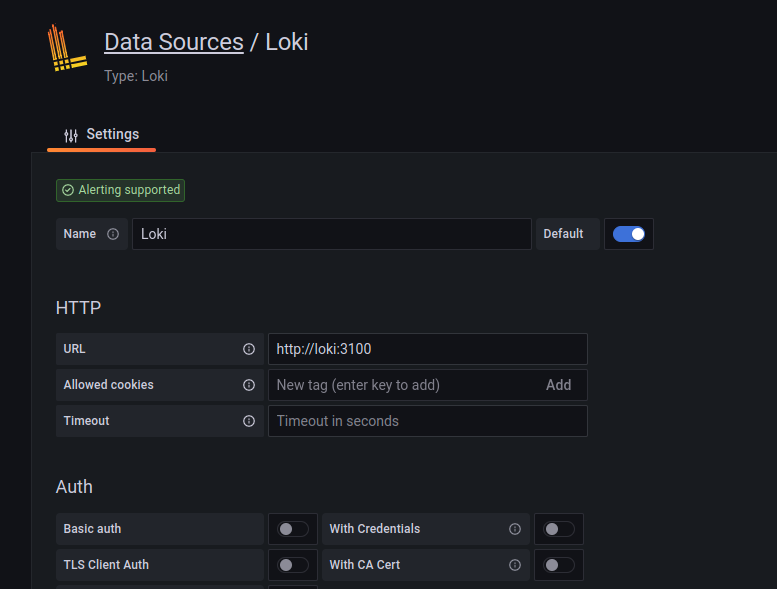 Data Sources / Loki
Type: Loki
Settings
Alerting supported
Name Loki Default
HTTP
URL http://loki:3100
Allowed cookies New tag (enter key to add) Add
Timeout Timeout in seconds
Auth
Basic auth With Credentials
TLS Client Auth With CA Cert